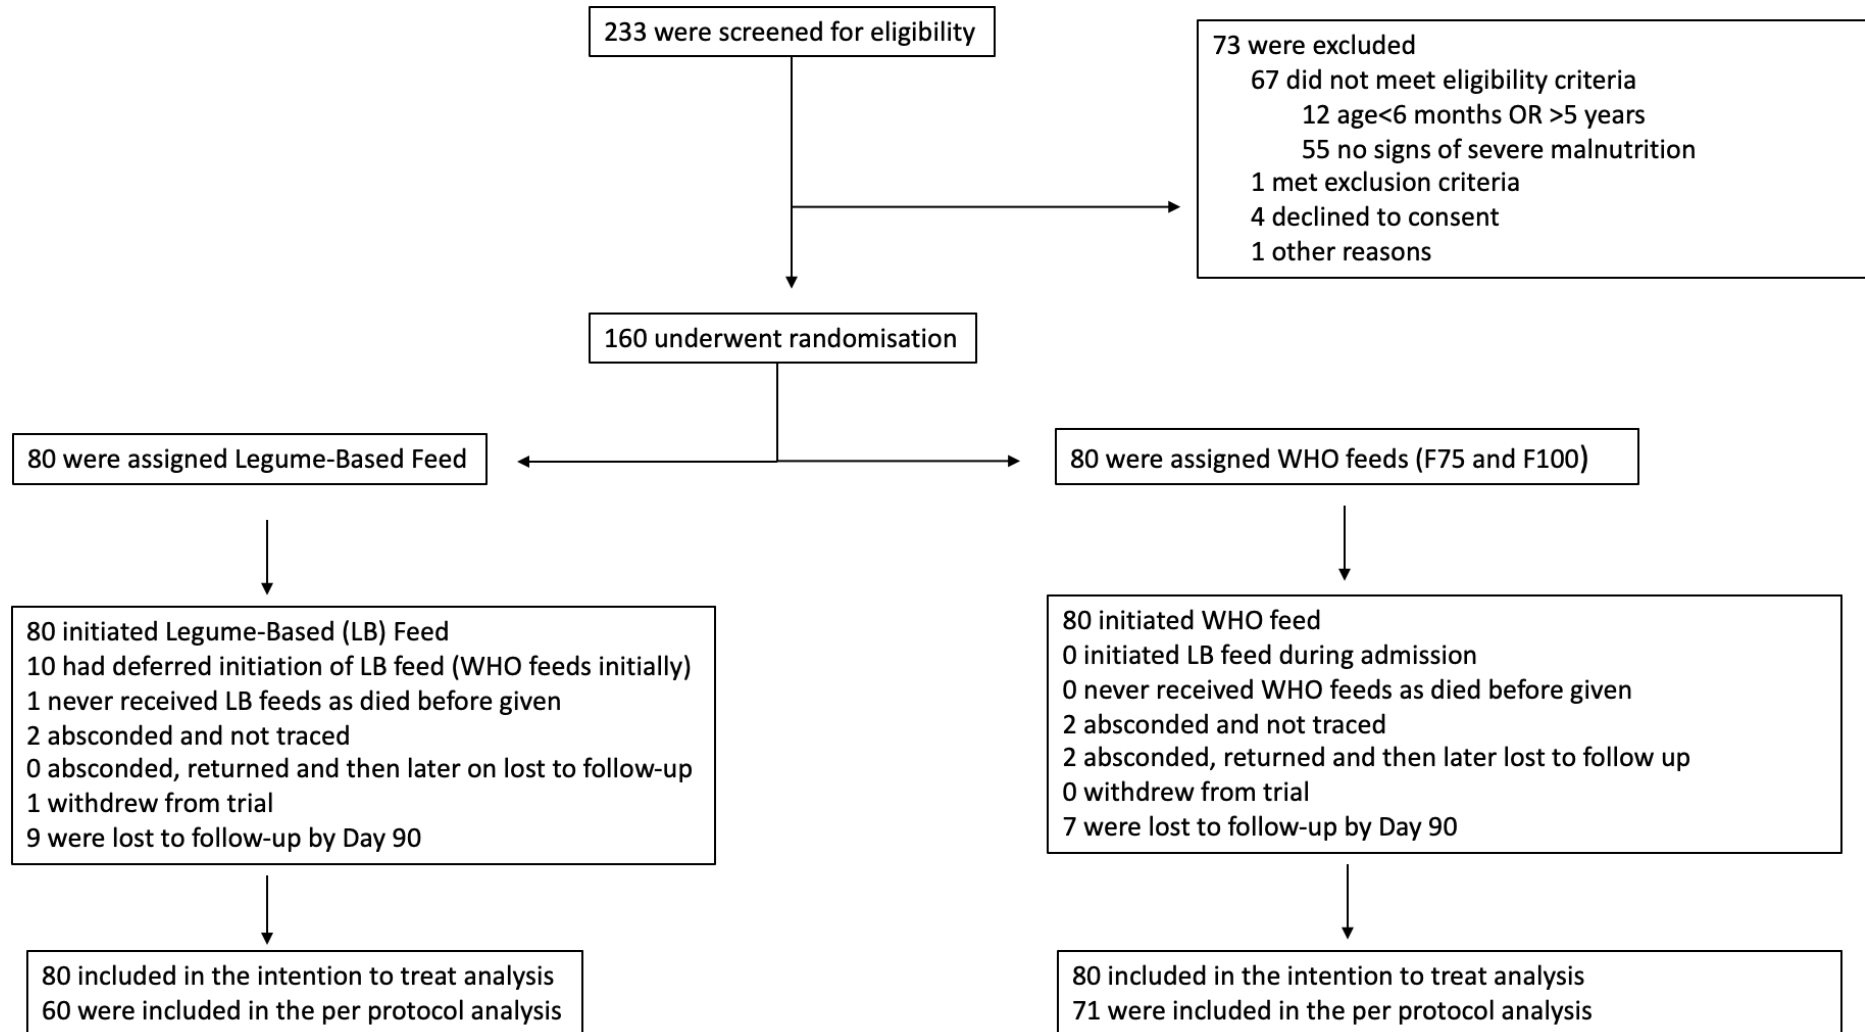 233 were screened for eligibility
73 were excluded
67 did not meet eligibility criteria
12 age<6 months OR >5 years
55 no signs of severe malnutrition
1 met exclusion criteria
4 declined to consent
1 other reasons
160 underwent randomisation
80 were assigned Legume-Based Feed
80 were assigned WHO feeds (F75 and F100)
80 initiated Legume-Based (LB) Feed
10 had deferred initiation of LB feed (WHO feeds initially)
1 never received LB feeds as died before given
2 absconded and not traced
0 absconded, returned and then later on lost to follow-up
1 withdrew from trial
9 were lost to follow-up by Day 90
80 initiated WHO feed
0 initiated LB feed during admission
0 never received WHO feeds as died before given
2 absconded and not traced
2 absconded, returned and then later lost to follow up
0 withdrew from trial
7 were lost to follow-up by Day 90
80 included in the intention to treat analysis
60 were included in the per protocol analysis
80 included in the intention to treat analysis
71 were included in the per protocol analysis